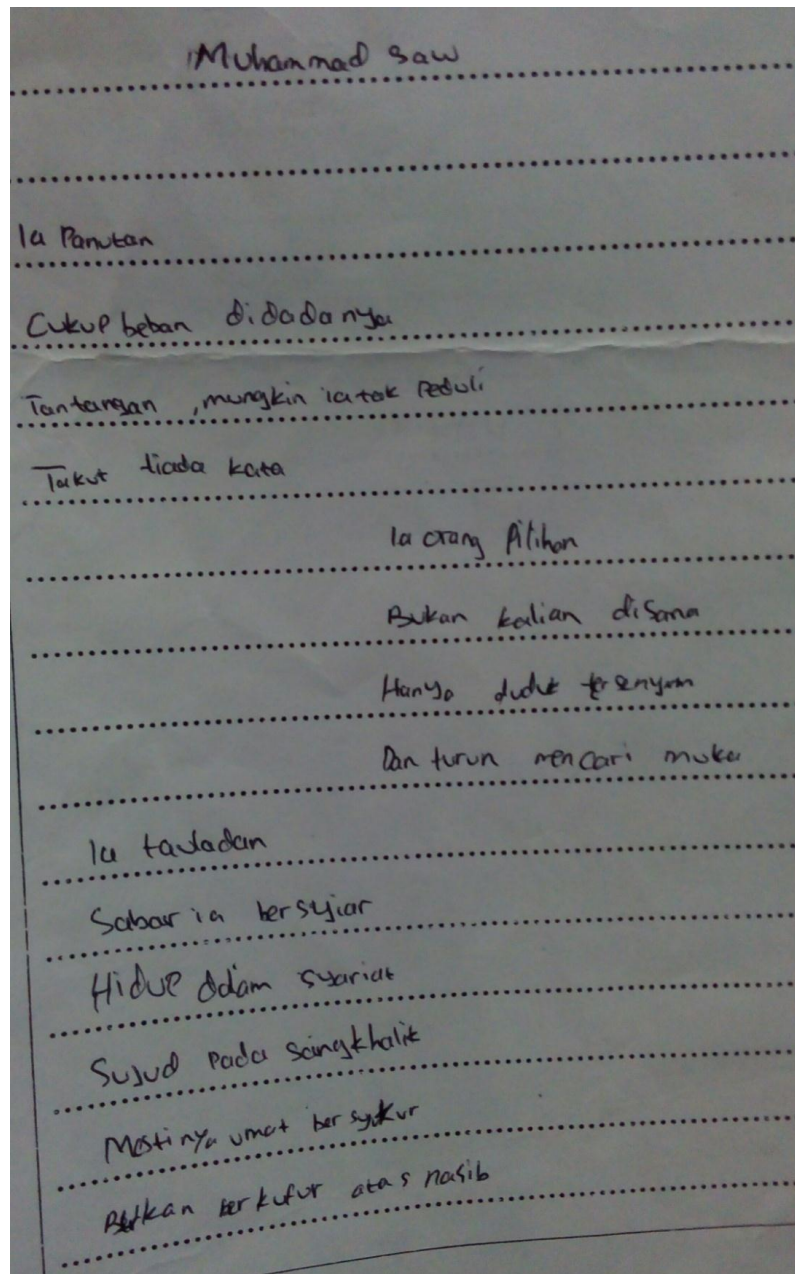 Muhammad saw
Ia Panutan
Cukup beban didadanya
Tantangan , mungkin ia tak peduli
Takut tiada kata
Ia orang Pilihan
Bukan kalian disana
Hanya duduk tersenyum
Dan turun mencari muka
Ia tauladan
Sabar ia bersyiar
Hidup dalam syariat
Sujud pada sangkhalik
Mestinya umat bersyukur
Bukan berkufur atas nasib